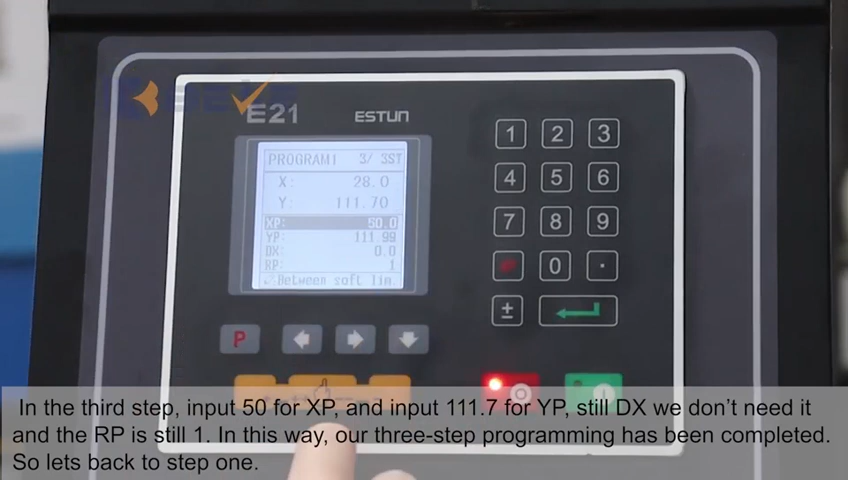 E21 ESTUN
PROGRAM1 3/ 3ST
X: 28.0
Y: 111.70
XP: 50.0
YP: 111.99
DX: 0.0
RP: 1
Between soft lim.
1 2 3
4 5 6
7 8 9
0 .
±
P
In the third step, input 50 for XP, and input 111.7 for YP, still DX we don't need it
and the RP is still 1. In this way, our three-step programming has been completed.
So lets back to step one.